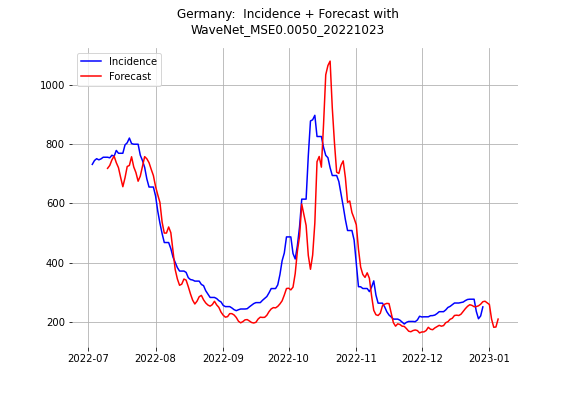 Germany:  Incidence + Forecast with
WaveNet_MSE0.0050_20221023
Incidence
Forecast
1000
800
600
400
200
2022-07 2022-08 2022-09 2022-10 2022-11 2022-12 2023-01